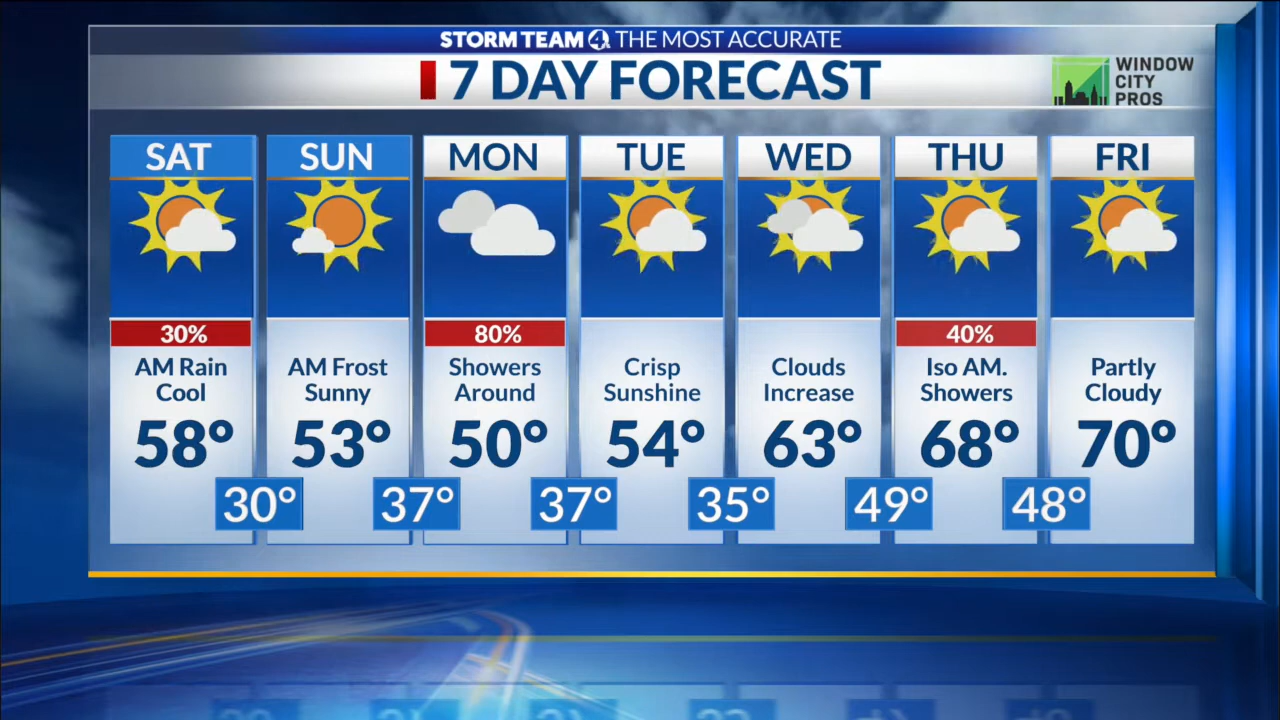 STORM TEAM 4 THE MOST ACCURATE
7 DAY FORECAST
WINDOW
CITY
PROS
SAT SUN MON TUE WED THU FRI
30% 80% 40%
AM Rain AM Frost Showers Crisp Clouds Iso AM. Partly
Cool Sunny Around Sunshine Increase Showers Cloudy
58° 53° 50° 54° 63° 68° 70°
30° 37° 37° 35° 49° 48°